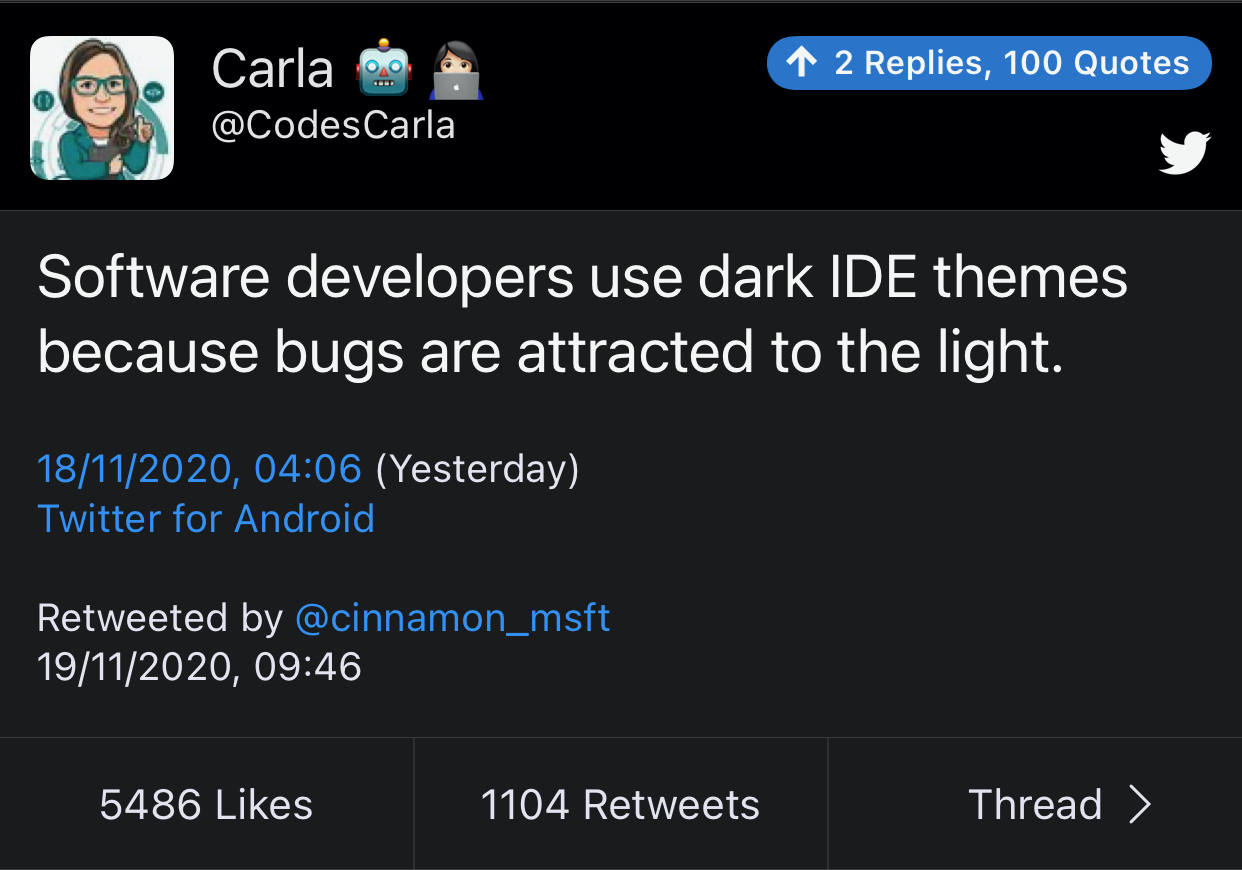 Carla 🤖 👩🏻‍💻
@CodesCarla
↑ 2 Replies, 100 Quotes
Software developers use dark IDE themes
because bugs are attracted to the light.
18/11/2020, 04:06 (Yesterday)
Twitter for Android
Retweeted by @cinnamon_msft
19/11/2020, 09:46
5486 Likes
1104 Retweets
Thread